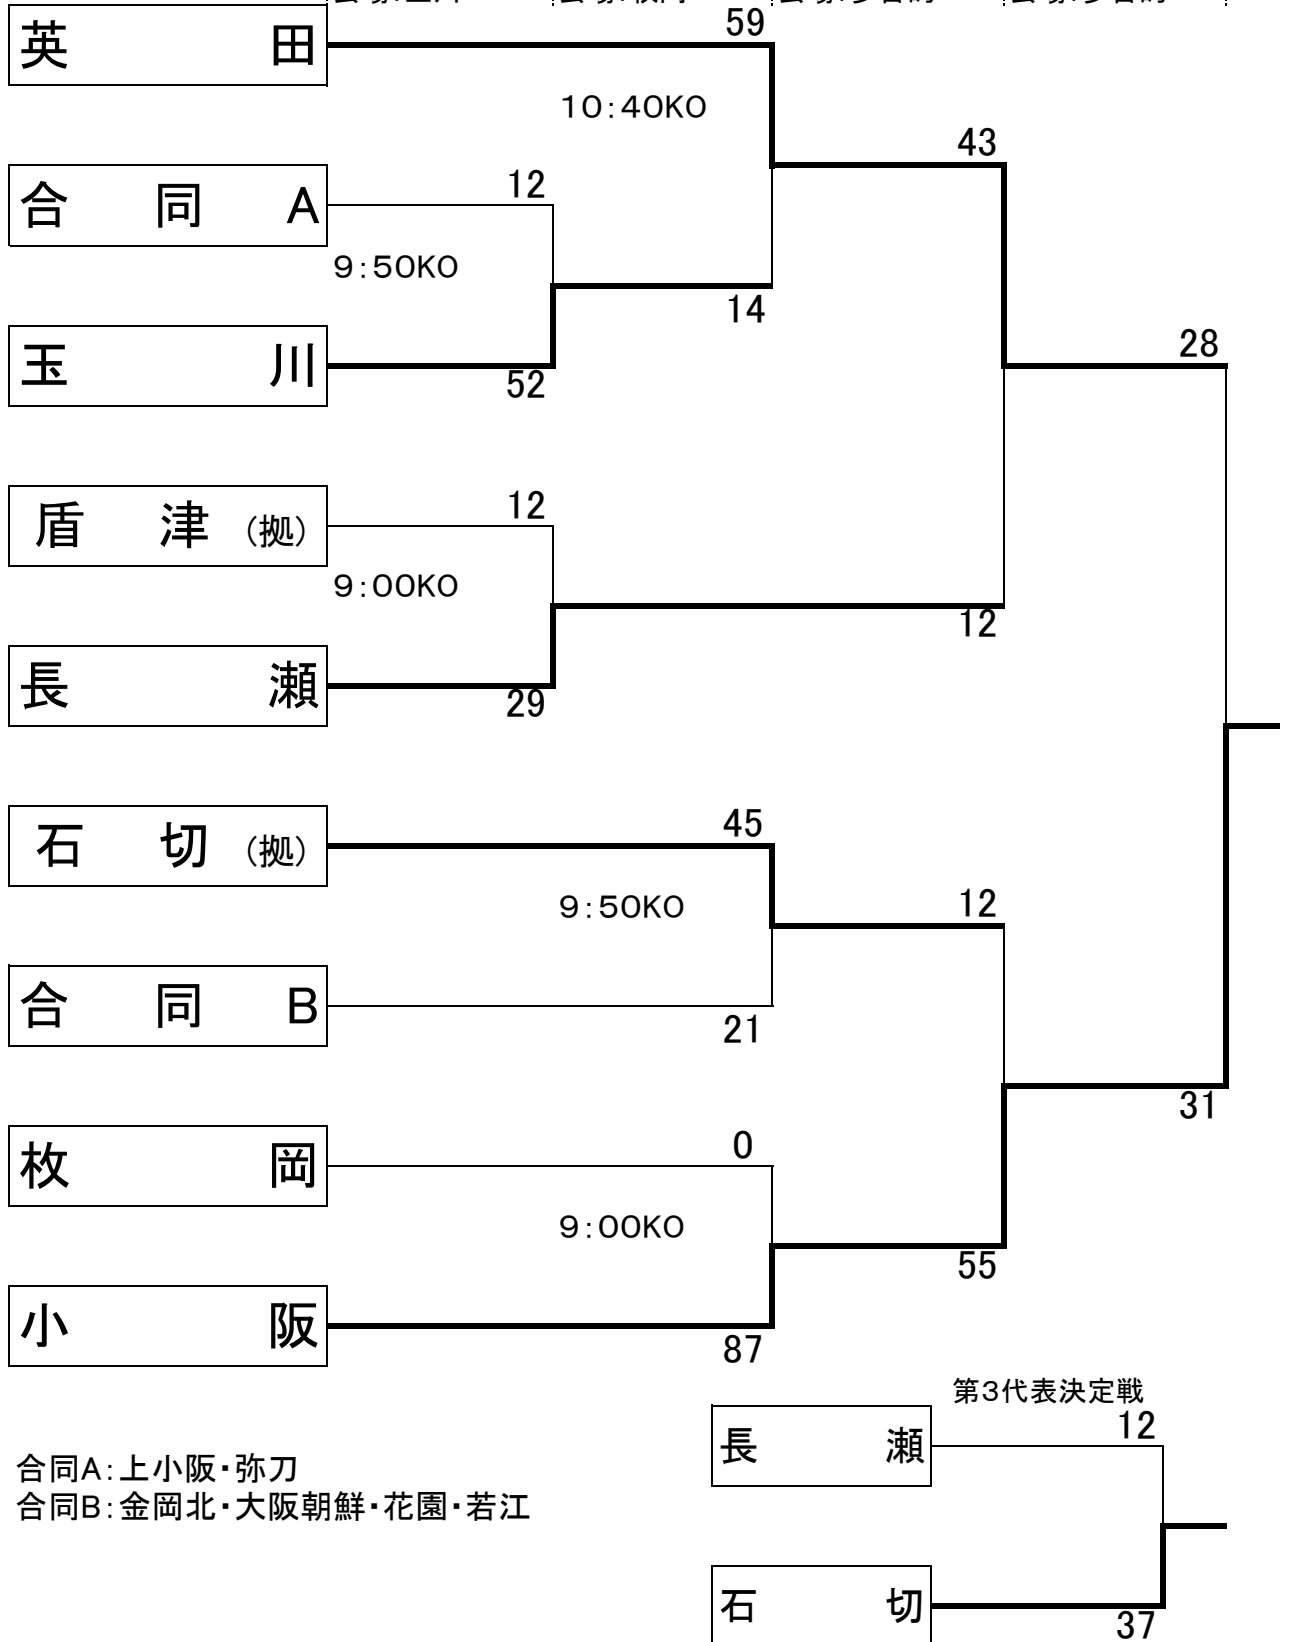 59
英 田
10:40KO
43
12
合 同 A
9:50KO
14
28
玉 川
52
12
盾 津 (拠)
9:00KO
12
長 瀬
29
45
石 切 (拠)
9:50KO
12
合 同 B
21
31
0
枚 岡
9:00KO
55
小 阪
87
第3代表決定戦
12
長 瀬
合同A:上小阪・弥刀
合同B:金岡北・大阪朝鮮・花園・若江
石 切
37